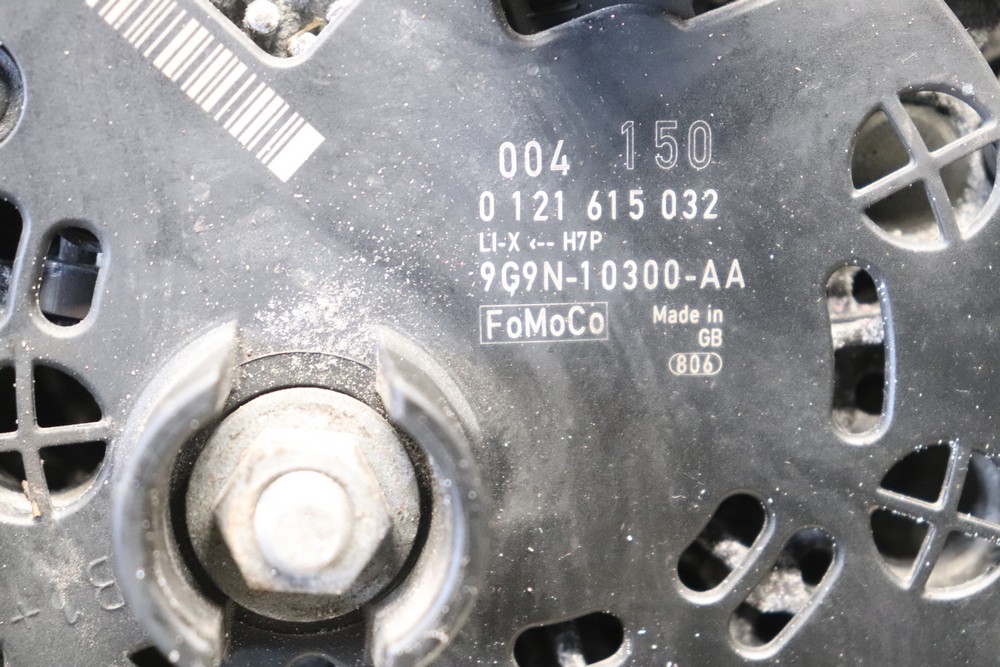 004 150
0 121 615 032
LI-X <-- H7P
9G9N-10300-AA
FoMoCo
Made in
GB
806
B+